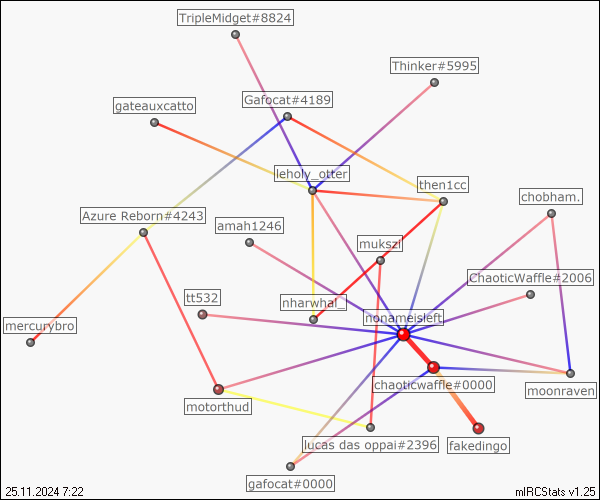 TripleMidget#8824
Thinker#5995
Gafocat#4189
gateauxcatto
leholy_otter
then1cc
chobham.
Azure Reborn#4243
amah1246
mukszi
ChaoticWaffle#2006
tt532
nharwhal_
nonameisleft.
mercurybro
chaoticwaffle#0000
moonraven
motorthud
lucas das oppai#2396
fakedingo
gafocat#0000
25.11.2024 7:22
mIRCStats v1.25